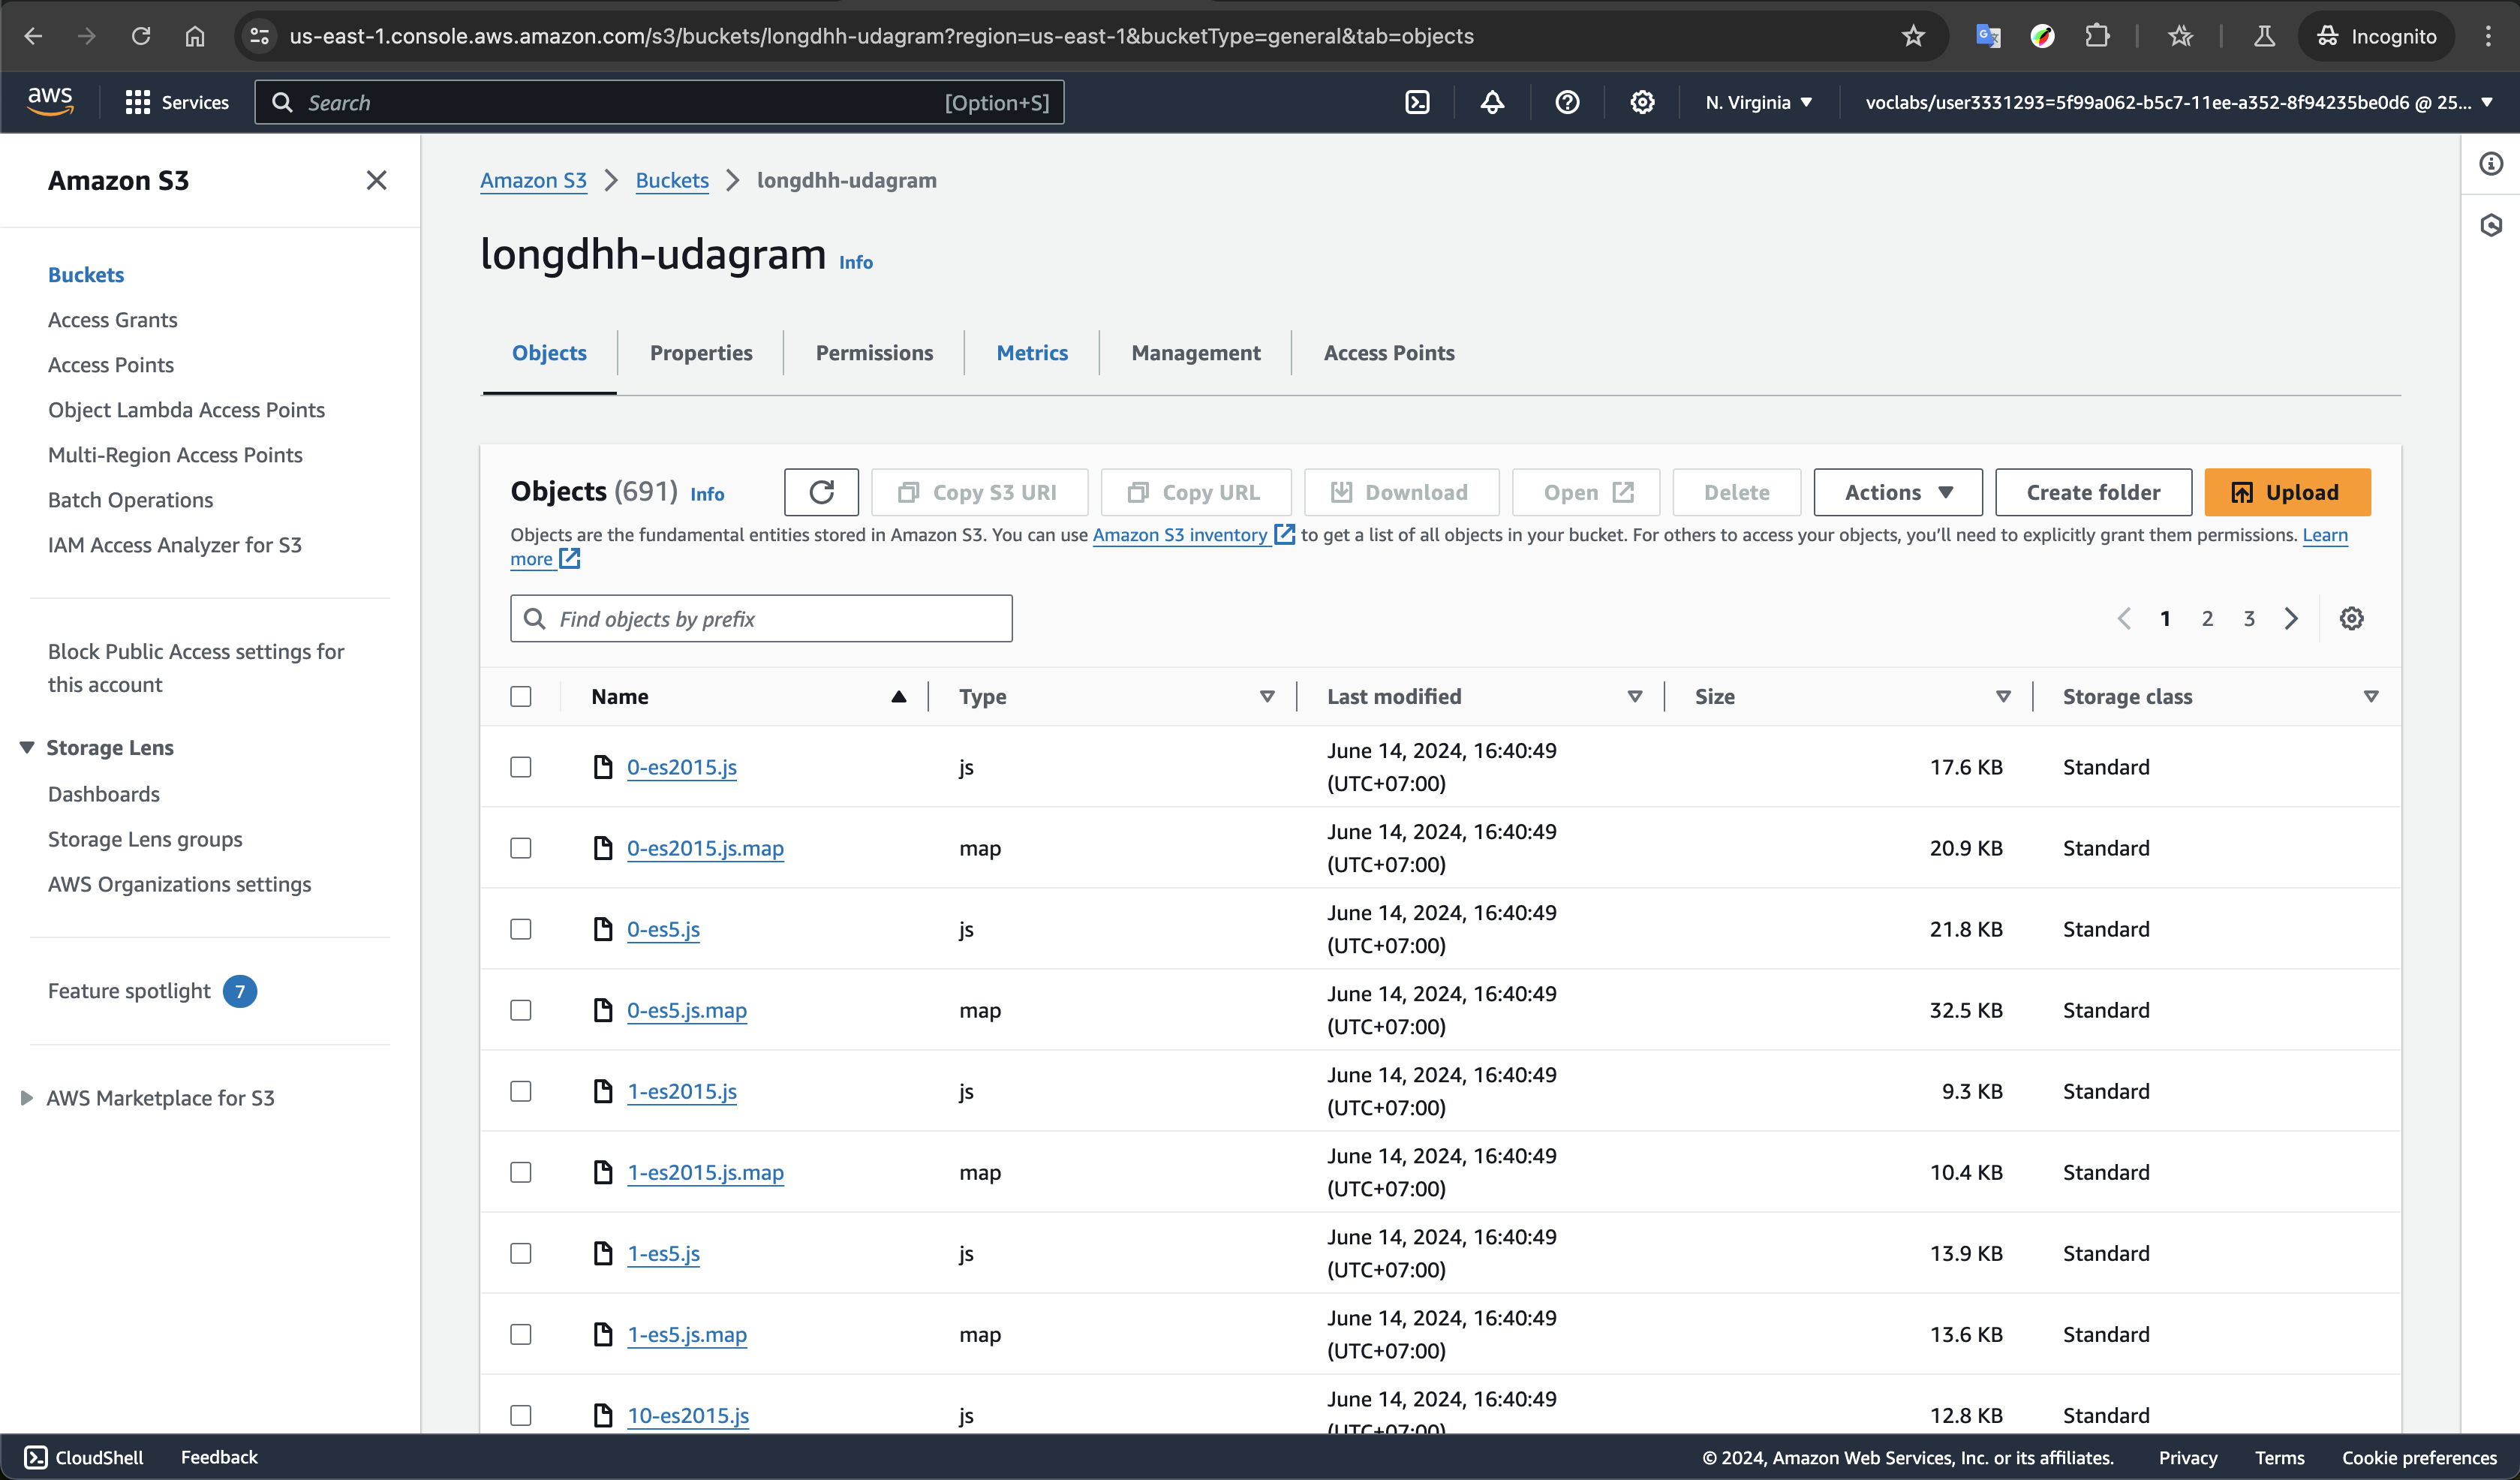 us-east-1.console.aws.amazon.com/s3/buckets/longdhh-udagram?region=us-east-1&bucketType=general&tab=objects
Incognito
aws
Services
Search
[Option+S]
N. Virginia
voclabs/user3331293=5f99a062-b5c7-11ee-a352-8f94235be0d6 @ 25...
Amazon S3
Buckets
Access Grants
Access Points
Object Lambda Access Points
Multi-Region Access Points
Batch Operations
IAM Access Analyzer for S3
Block Public Access settings for
this account
Storage Lens
Dashboards
Storage Lens groups
AWS Organizations settings
Feature spotlight 7
AWS Marketplace for S3
Amazon S3 > Buckets > longdhh-udagram
longdhh-udagram Info
Objects Properties Permissions Metrics Management Access Points
Objects (691) Info
Copy S3 URI Copy URL Download Open Delete Actions Create folder Upload
Objects are the fundamental entities stored in Amazon S3. You can use Amazon S3 inventory to get a list of all objects in your bucket. For others to access your objects, you’ll need to explicitly grant them permissions. Learn
more
Find objects by prefix
1 2 3
Name Type Last modified Size Storage class
0-es2015.js js June 14, 2024, 16:40:49 (UTC+07:00) 17.6 KB Standard
0-es2015.js.map map June 14, 2024, 16:40:49 (UTC+07:00) 20.9 KB Standard
0-es5.js js June 14, 2024, 16:40:49 (UTC+07:00) 21.8 KB Standard
0-es5.js.map map June 14, 2024, 16:40:49 (UTC+07:00) 32.5 KB Standard
1-es2015.js js June 14, 2024, 16:40:49 (UTC+07:00) 9.3 KB Standard
1-es2015.js.map map June 14, 2024, 16:40:49 (UTC+07:00) 10.4 KB Standard
1-es5.js js June 14, 2024, 16:40:49 (UTC+07:00) 13.9 KB Standard
1-es5.js.map map June 14, 2024, 16:40:49 (UTC+07:00) 13.6 KB Standard
10-es2015.js js June 14, 2024, 16:40:49 (UTC+07:00) 12.8 KB Standard
CloudShell Feedback
© 2024, Amazon Web Services, Inc. or its affiliates. Privacy Terms Cookie preferences